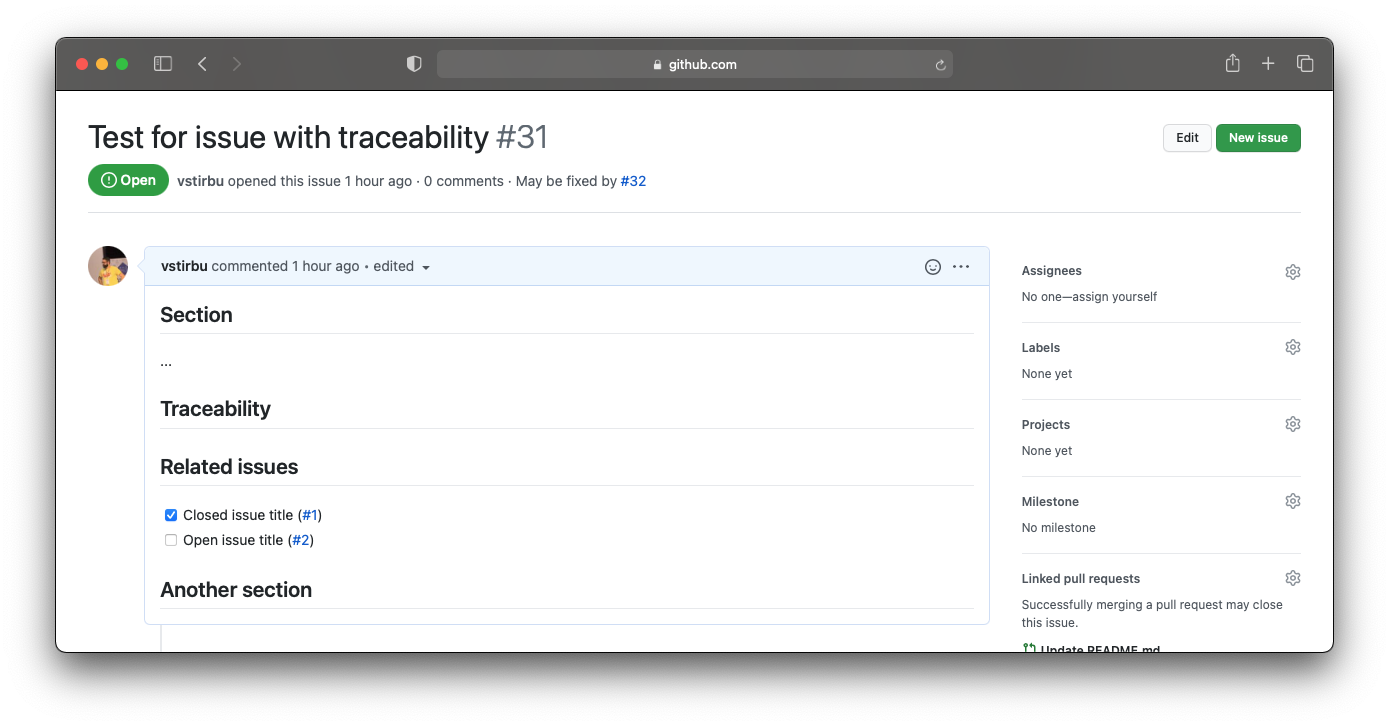 github.com
Test for issue with traceability #31
Edit
New issue
Open
vstirbu opened this issue 1 hour ago · 0 comments · May be fixed by #32
vstirbu commented 1 hour ago • edited
Section
...
Traceability
Related issues
Closed issue title (#1)
Open issue title (#2)
Another section
Assignees
No one—assign yourself
Labels
None yet
Projects
None yet
Milestone
No milestone
Linked pull requests
Successfully merging a pull request may close
this issue.
Update README.md